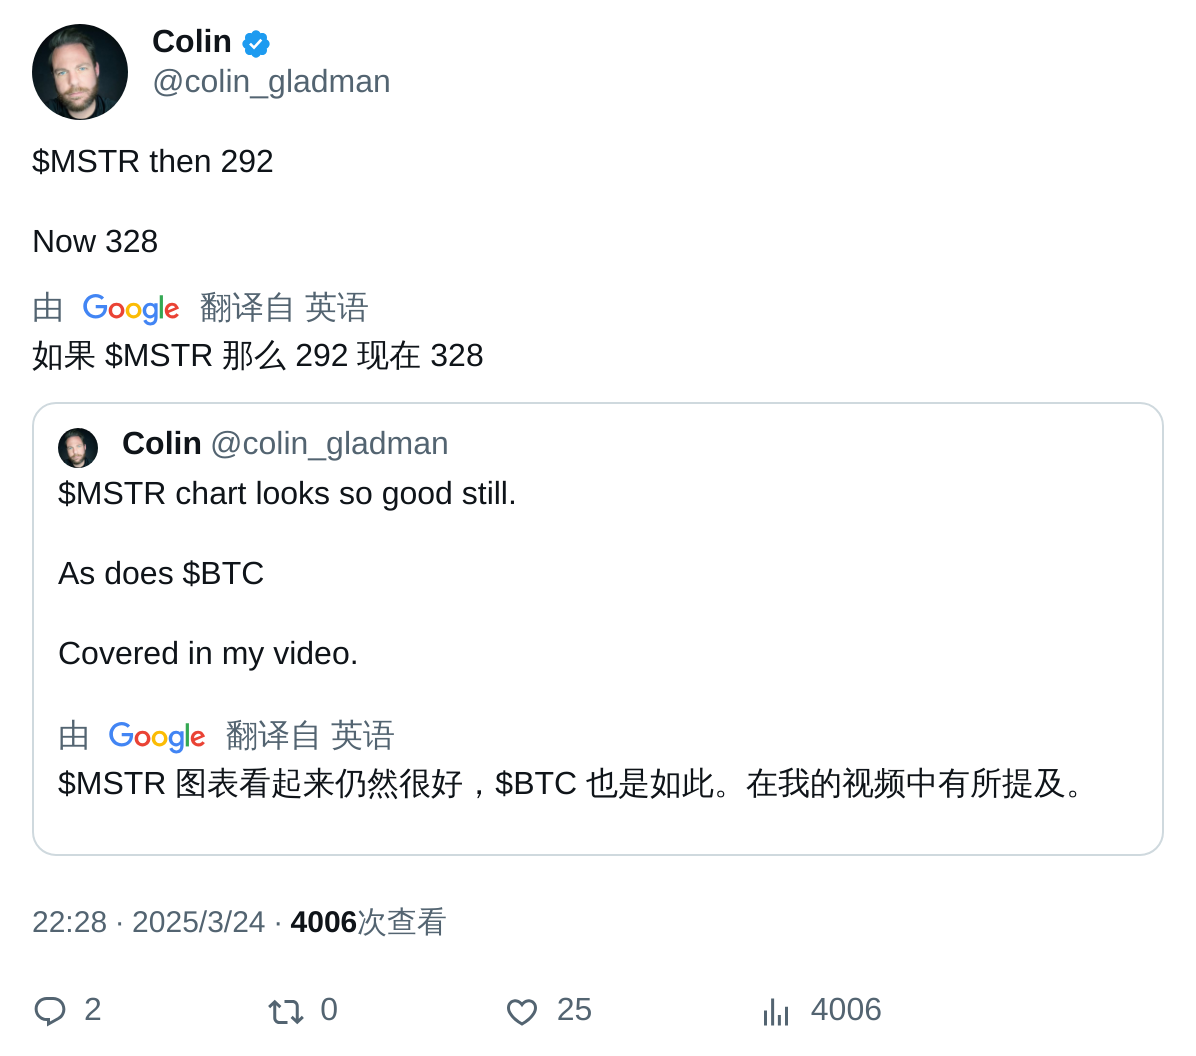 Colin
@colin_gladman
$MSTR then 292
Now 328
由 Google 翻译自 英语
如果 $MSTR 那么 292 现在 328
Colin @colin_gladman
$MSTR chart looks so good still.
As does $BTC
Covered in my video.
由 Google 翻译自 英语
$MSTR 图表看起来仍然很好，$BTC 也是如此。在我的视频中有所提及。
22:28 · 2025/3/24 · 4006次查看
2 0 25 4006